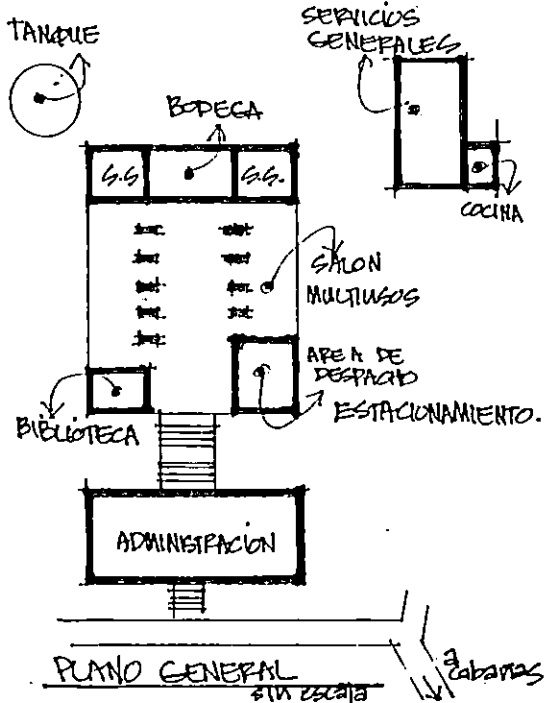 TANQUE
SERVICIOS
GENERALES
BODEGA
S.S
S.S.
COCINA
SALON
MULTIUSOS
AREA DE
DESPACHO
ESTACIONAMIENTO.
BIBLIOTECA
ADMINISTRACIÓN
PLANO GENERAL
sin escala
a
cabañas